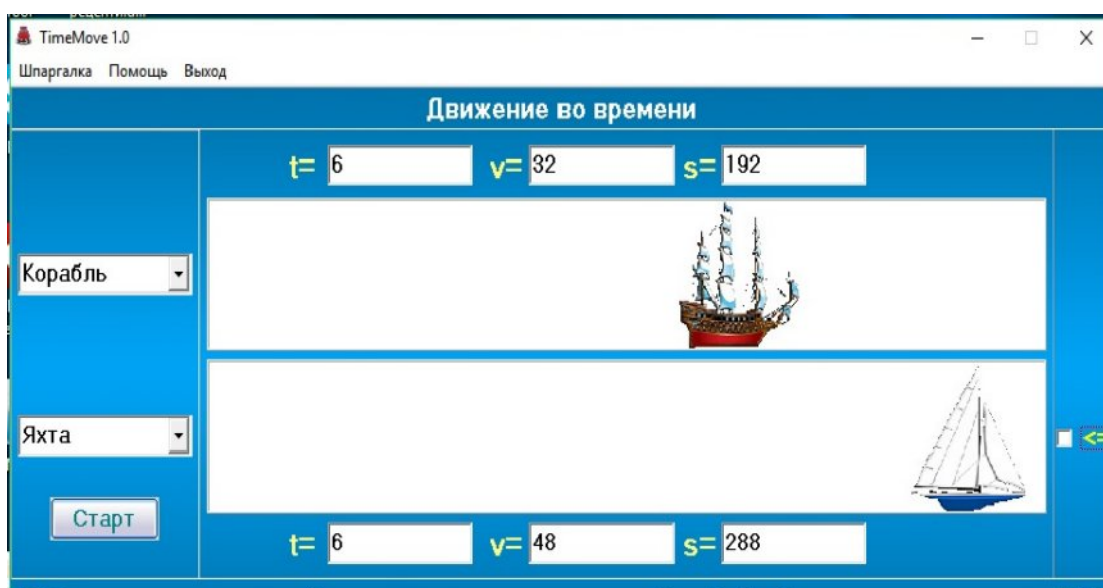 TimeMove 1.0
Шпаргалка Помощь Выход
Движение во времени
t= 6 v= 32 s= 192
Корабль
Яхта
<=
Старт
t= 6 v= 48 s= 288